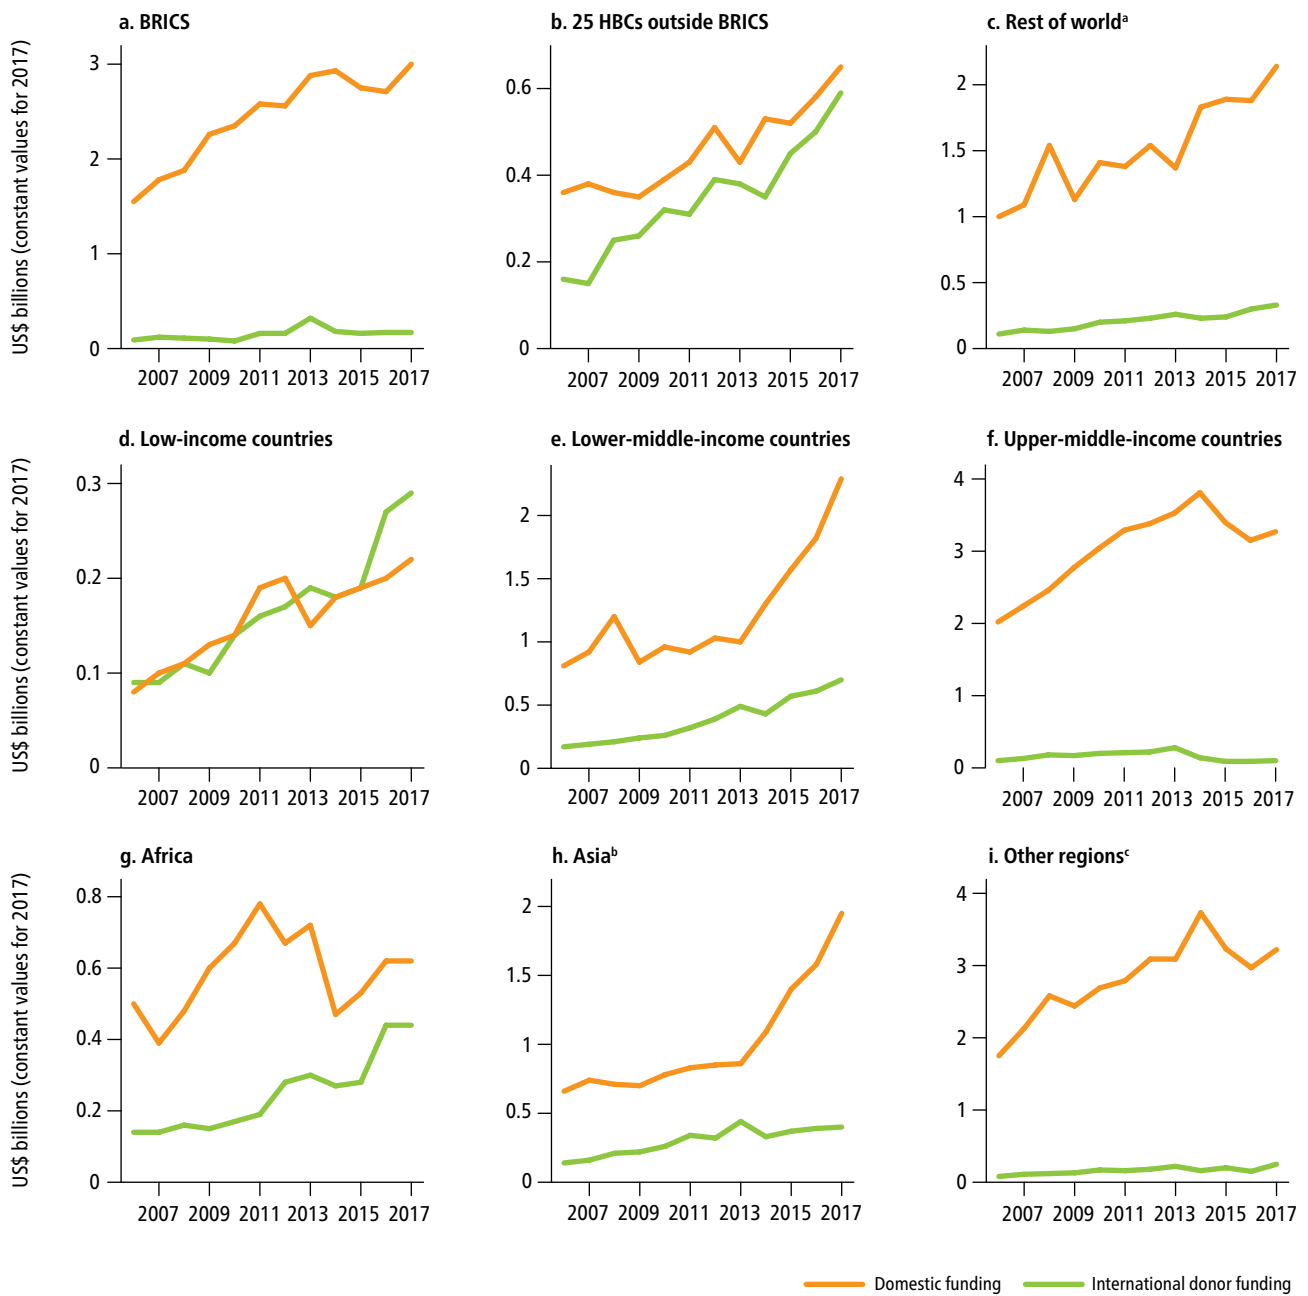 a. BRICS
b. 25 HBCs outside BRICS
c. Rest of worldᵃ
US$ billions (constant values for 2017)
3
2
1
0
2007 2009 2011 2013 2015 2017
0.6
0.4
0.2
0
2007 2009 2011 2013 2015 2017
2
1.5
1
0.5
0
2007 2009 2011 2013 2015 2017
d. Low-income countries
e. Lower-middle-income countries
f. Upper-middle-income countries
US$ billions (constant values for 2017)
0.3
0.2
0.1
0
2007 2009 2011 2013 2015 2017
2
1.5
1
0.5
0
2007 2009 2011 2013 2015 2017
4
3
2
1
0
2007 2009 2011 2013 2015 2017
g. Africa
h. Asiaᵇ
i. Other regionsᶜ
US$ billions (constant values for 2017)
0.8
0.6
0.4
0.2
0
2007 2009 2011 2013 2015 2017
2
1.5
1
0.5
0
2007 2009 2011 2013 2015 2017
4
3
2
1
0
2007 2009 2011 2013 2015 2017
Domestic funding
International donor funding